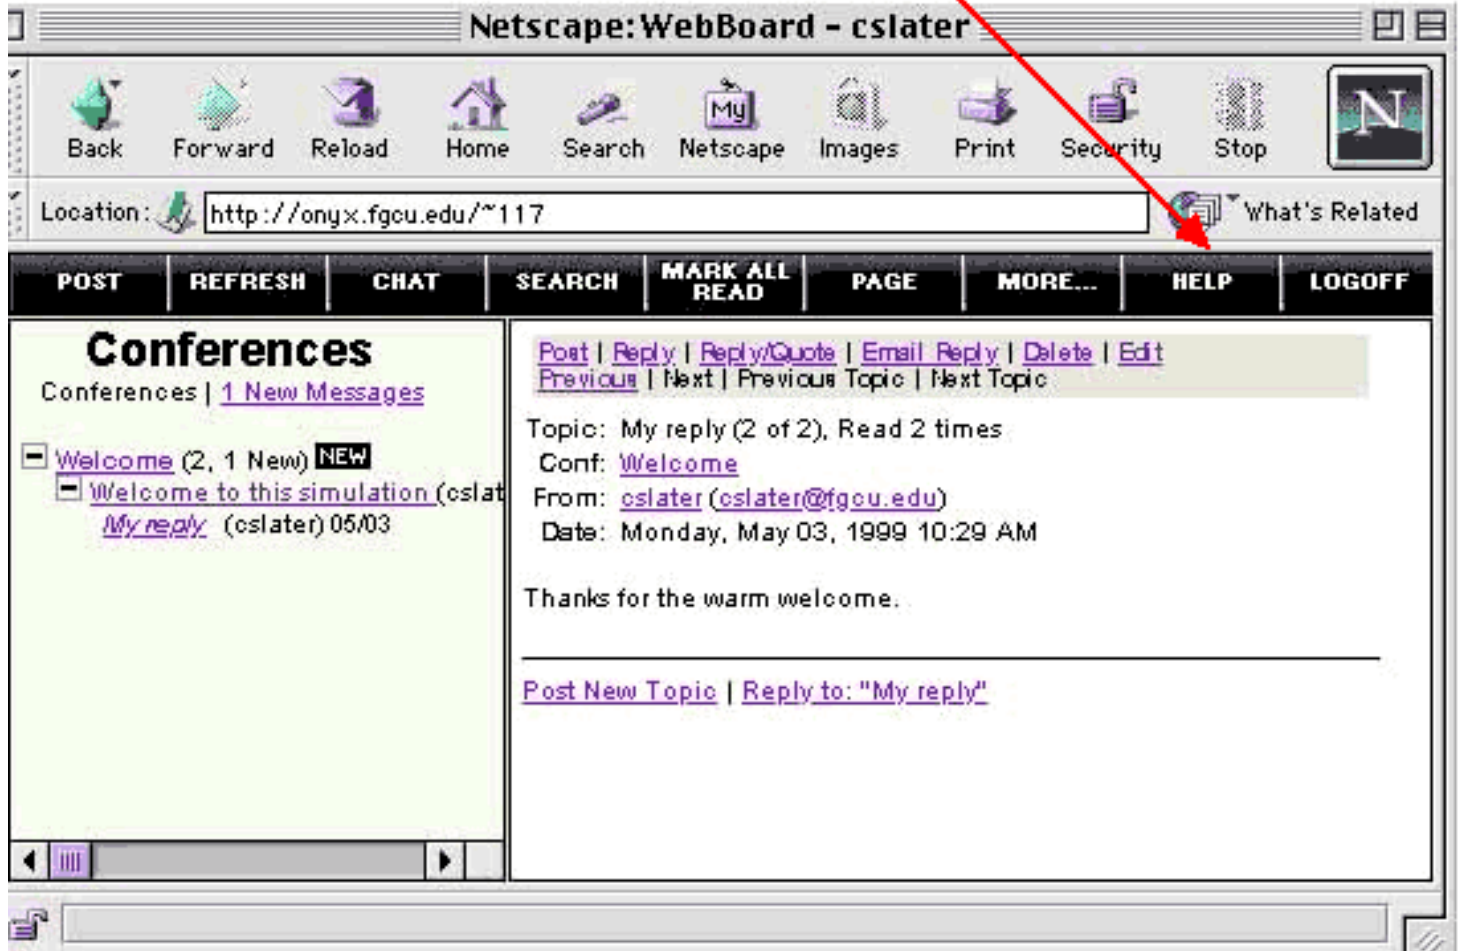 Netscape: WebBoard - cslater
Back Forward Reload Home Search My Netscape Images Print Security Stop N
Location: http://onyx.fgcu.edu/~117 What's Related
POST REFRESH CHAT SEARCH MARK ALL READ PAGE MORE... HELP LOGOFF
Conferences
Conferences | 1 New Messages
Welcome (2, 1 New) NEW
Welcome to this simulation (cslat
My reply (cslater) 05/03
Post | Reply | Reply/Quote | Email Reply | Delete | Edit
Previous | Next | Previous Topic | Next Topic
Topic: My reply (2 of 2), Read 2 times
Conf: Welcome
From: cslater (cslater@fgcu.edu)
Date: Monday, May 03, 1999 10:29 AM
Thanks for the warm welcome.
Post New Topic | Reply to: "My reply"